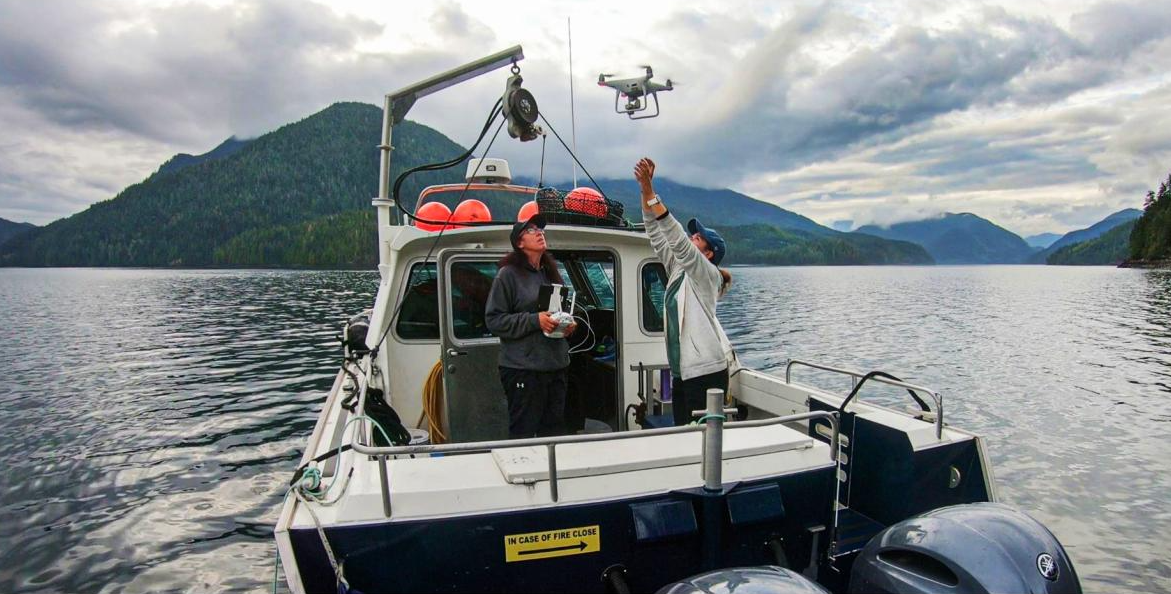 IN CASE OF FIRE CLOSE